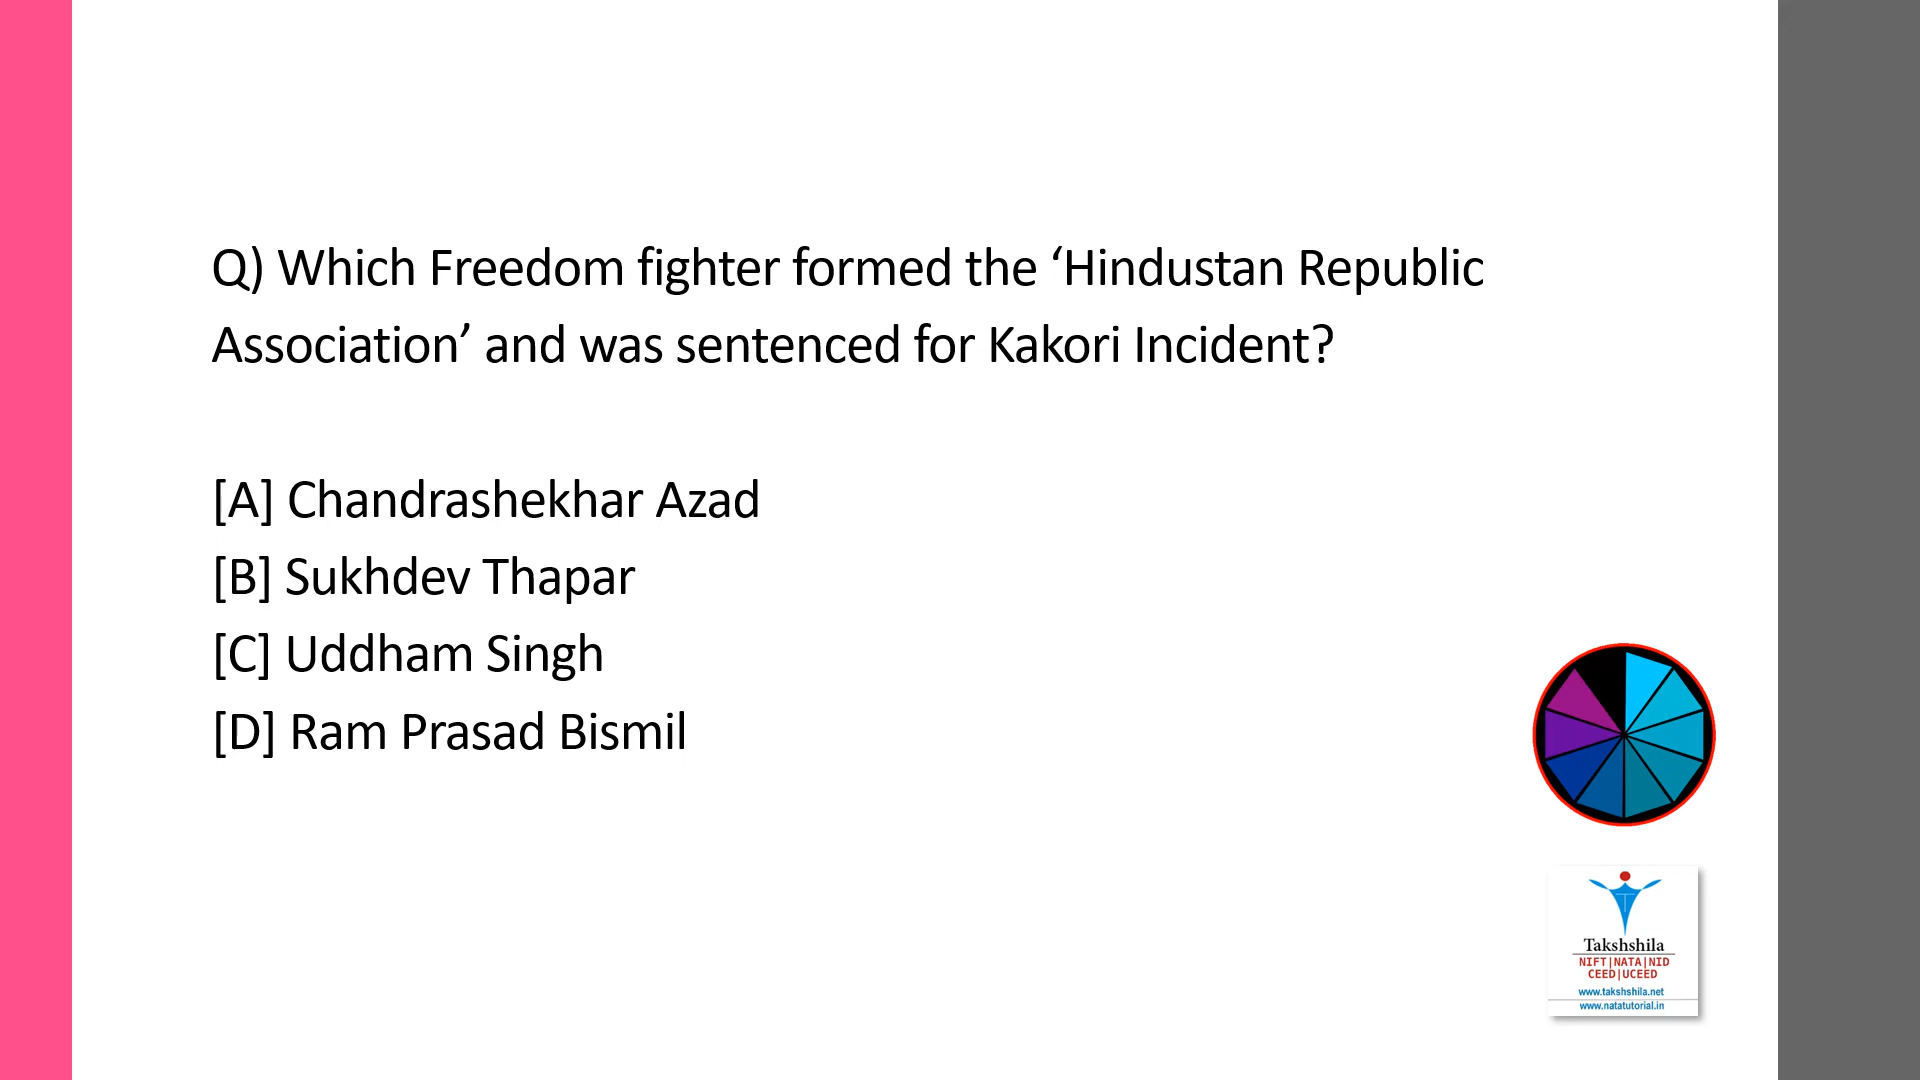 Q) Which Freedom fighter formed the ‘Hindustan Republic
Association’ and was sentenced for Kakori Incident?
[A] Chandrashekhar Azad
[B] Sukhdev Thapar
[C] Uddham Singh
[D] Ram Prasad Bismil
Takshshila
NIFT|NATA|NID
CEED|UCEED
www.takshshila.net
www.natatutorial.in